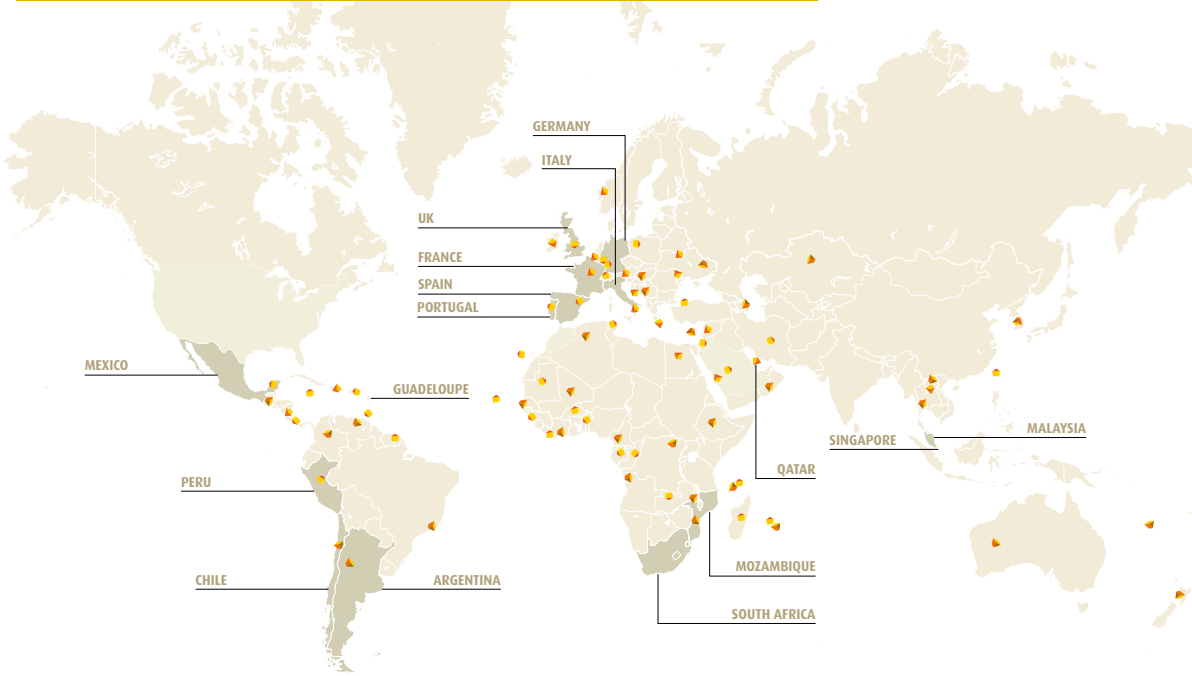 GERMANY
ITALY
UK
FRANCE
SPAIN
PORTUGAL
MEXICO
GUADELOUPE
MALAYSIA
SINGAPORE
QATAR
PERU
MOZAMBIQUE
CHILE
ARGENTINA
SOUTH AFRICA